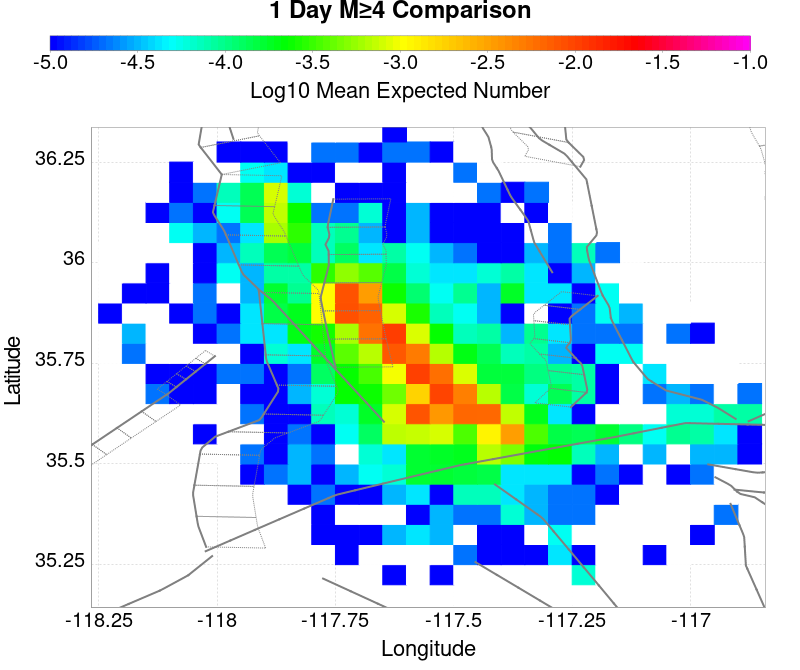 1 Day M≥4 Comparison
-5.0 -4.5 -4.0 -3.5 -3.0 -2.5 -2.0 -1.5 -1.0
Log10 Mean Expected Number
36.25
36
35.75
35.5
35.25
Latitude
-118.25 -118 -117.75 -117.5 -117.25 -117
Longitude